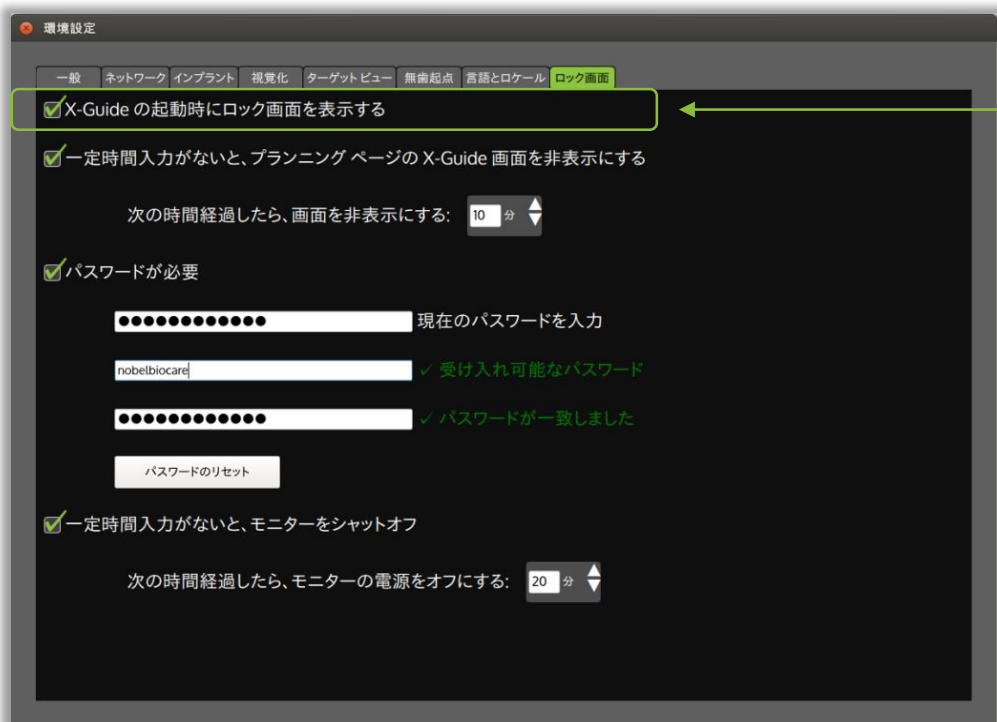 環境設定
一般 ネットワーク インプラント 視覚化 ターゲットビュー 無歯起点 言語とロケール ロック画面
X-Guide の起動時にロック画面を表示する
一定時間入力がないと、プランニング ページの X-Guide 画面を非表示にする
次の時間経過したら、画面を非表示にする: 10 分
パスワードが必要
●●●●●●●●●●●● 現在のパスワードを入力
nobelbiocare ✓ 受け入れ可能なパスワード
●●●●●●●●●●●● ✓ パスワードが一致しました
パスワードのリセット
一定時間入力がないと、モニターをシャットオフ
次の時間経過したら、モニターの電源をオフにする: 20 分